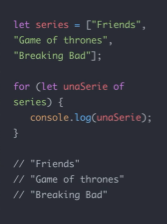 let series = ["Friends",
"Game of thrones",
"Breaking Bad"];
for (let unaSerie of
series) {
console.log(unaSerie);
}
// "Friends"
// "Game of thrones"
// "Breaking Bad"